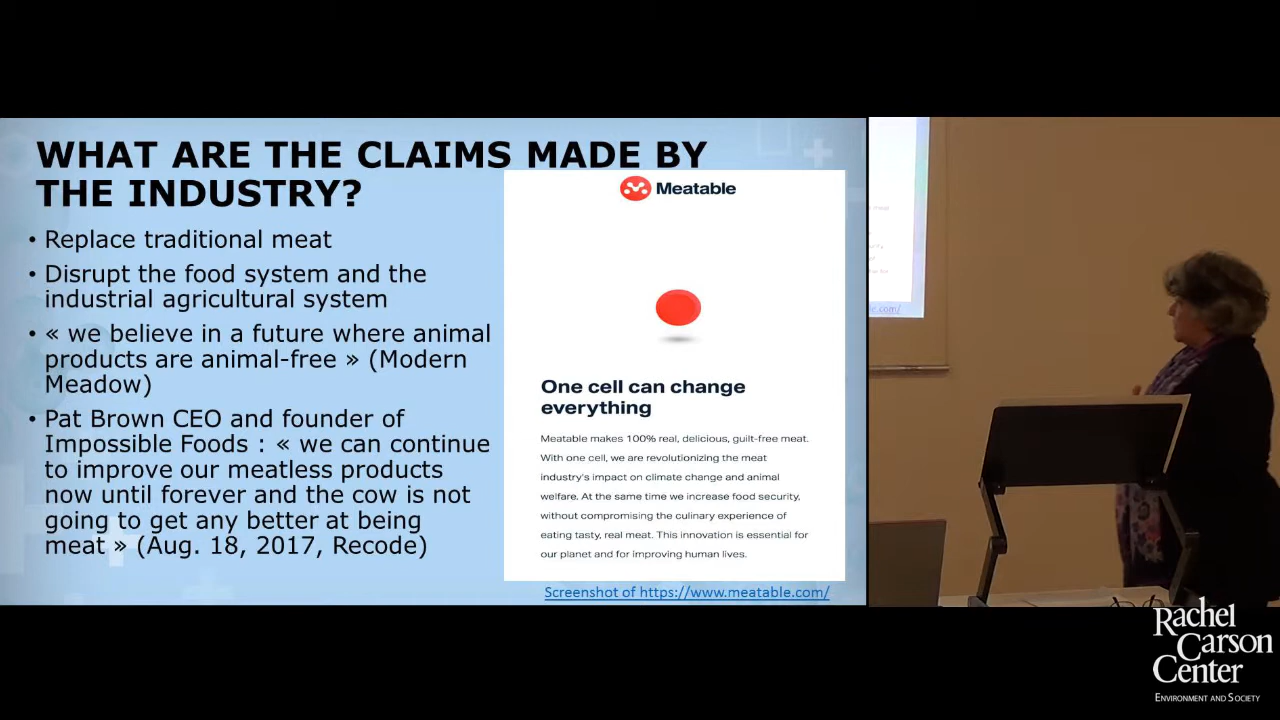 WHAT ARE THE CLAIMS MADE BY
THE INDUSTRY?
• Replace traditional meat
• Disrupt the food system and the
industrial agricultural system
• « we believe in a future where animal
products are animal-free » (Modern
Meadow)
• Pat Brown CEO and founder of
Impossible Foods : « we can continue
to improve our meatless products
now until forever and the cow is not
going to get any better at being
meat » (Aug. 18, 2017, Recode)
Meatable
One cell can change
everything
Meatable makes 100% real, delicious, guilt-free meat.
With one cell, we are revolutionizing the meat
industry's impact on climate change and animal
welfare. At the same time we increase food security,
without compromising the culinary experience of
eating tasty, real meat. This innovation is essential for
our planet and for improving human lives.
Screenshot of https://www.meatable.com/
Rachel
Carson
Center
ENVIRONMENT AND SOCIETY